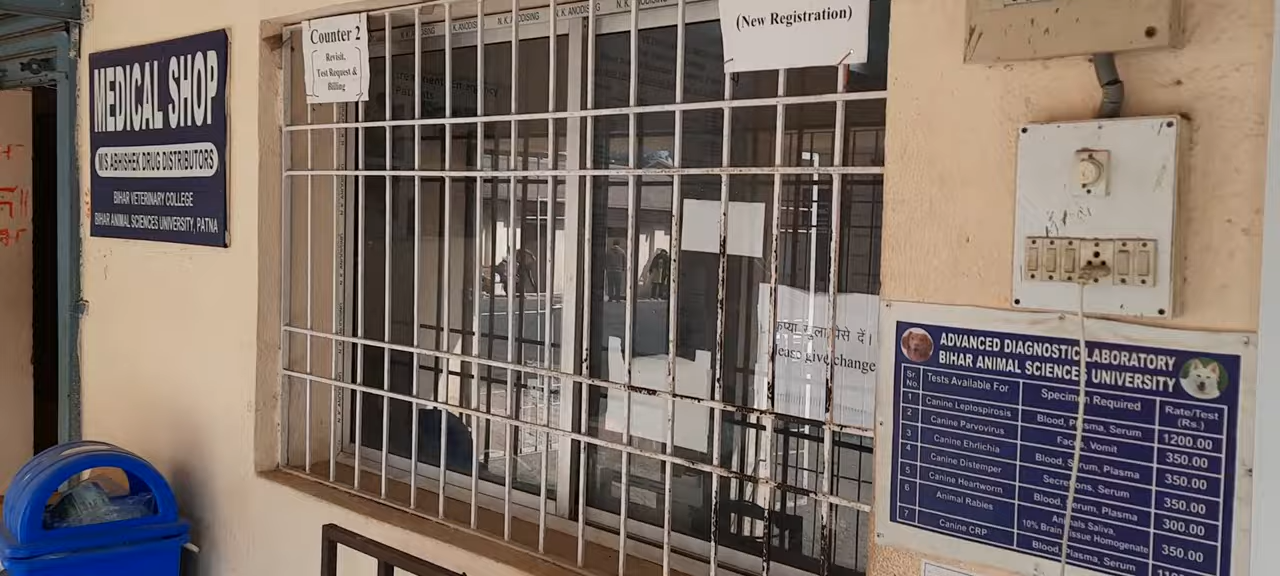 MEDICAL SHOP
M/S ABHISHEK DRUG DISTRIBUTORS
BIHAR VETERINARY COLLEGE
BIHAR ANIMAL SCIENCES UNIVERSITY, PATNA
Counter 2
Revisit,
Test Request &
Billing
N. K. ANODISING
(New Registration)
कृप्या खुला पैसे दें।
Please give change
ADVANCED DIAGNOSTIC LABORATORY
BIHAR ANIMAL SCIENCES UNIVERSITY
Sr. No. Tests Available For Specimen Required Rate/Test (Rs.)
1 Canine Leptospirosis Blood, Plasma, Serum 1200.00
2 Canine Parvovirus Faces, Vomit 350.00
3 Canine Ehrlichia Blood, Serum, Plasma 350.00
4 Canine Distemper Secretions, Serum 350.00
5 Canine Heartworm Blood, Serum, Plasma 300.00
6 Animal Rabies Animals Saliva, 10% Brain Tissue Homogenate 350.00
7 Canine CRP Blood, Plasma, Serum